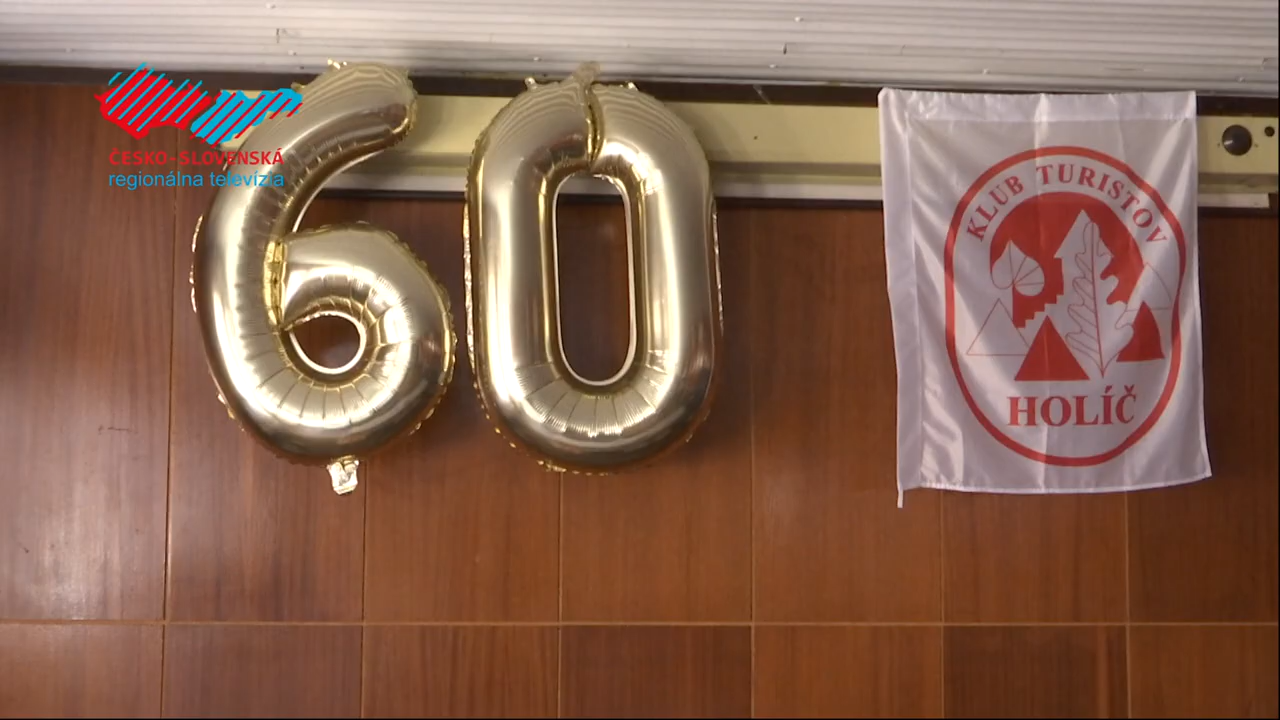 ČESKO-SLOVENSKÁ
regionálna televízia
60
KLUB TURISTOV
HOLÍČ